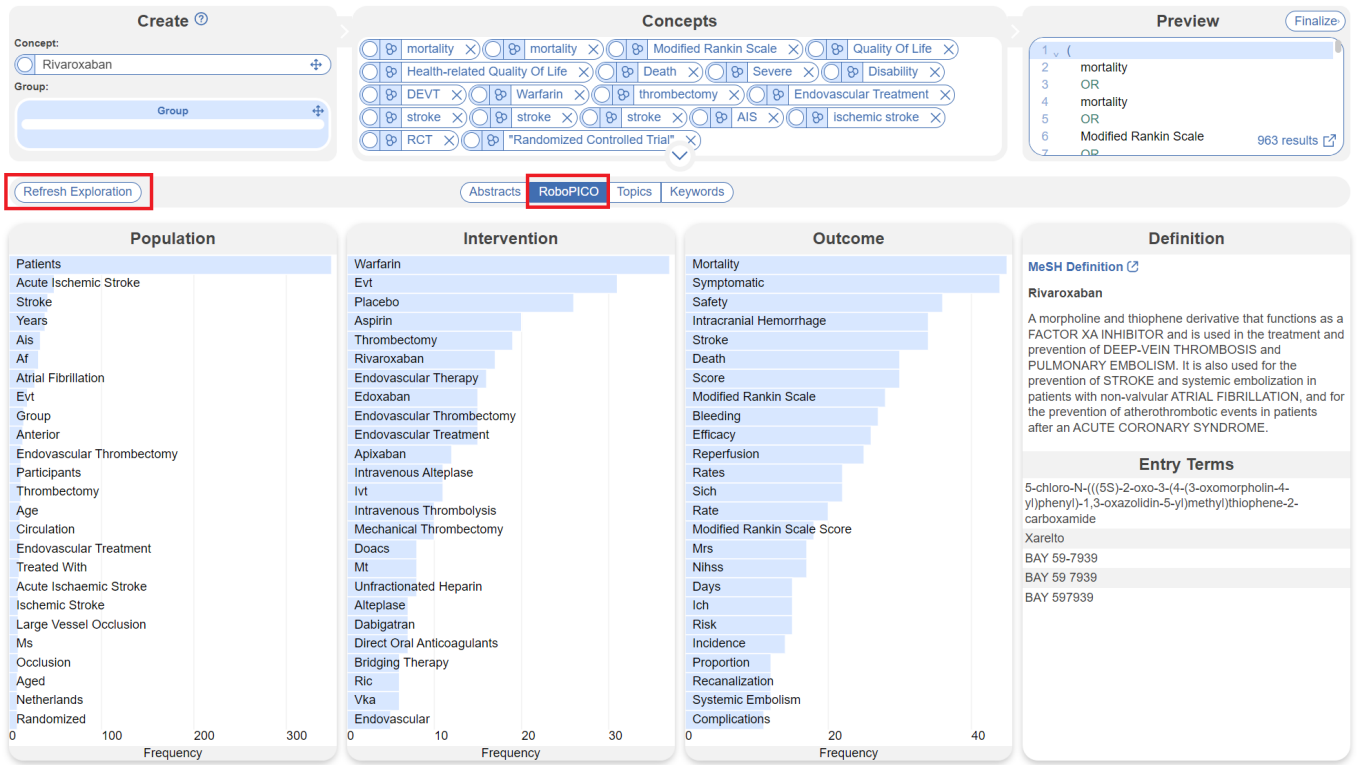 Create
Concept:
Rivaroxaban
Group:
Group
Concepts
mortality mortality Modified Rankin Scale Quality Of Life
Health-related Quality Of Life Death Severe Disability
DEVT Warfarin thrombectomy Endovascular Treatment
stroke stroke stroke AIS ischemic stroke
RCT "Randomized Controlled Trial"
Preview
Finalize
1 (
2 mortality
3 OR
4 mortality
5 OR
6 Modified Rankin Scale
7 OR
963 results
Refresh Exploration
Abstracts RoboPICO Topics Keywords
Population
Patients
Acute Ischemic Stroke
Stroke
Years
Ais
Af
Atrial Fibrillation
Evt
Group
Anterior
Endovascular Thrombectomy
Participants
Thrombectomy
Age
Circulation
Endovascular Treatment
Treated With
Acute Ischaemic Stroke
Ischemic Stroke
Large Vessel Occlusion
Ms
Occlusion
Aged
Netherlands
Randomized
0 100 200 300
Frequency
Intervention
Warfarin
Evt
Placebo
Aspirin
Thrombectomy
Rivaroxaban
Endovascular Therapy
Edoxaban
Endovascular Thrombectomy
Endovascular Treatment
Apixaban
Intravenous Alteplase
Ivt
Intravenous Thrombolysis
Mechanical Thrombectomy
Doacs
Mt
Unfractionated Heparin
Alteplase
Dabigatran
Direct Oral Anticoagulants
Bridging Therapy
Ric
Vka
Endovascular
0 10 20 30
Frequency
Outcome
Mortality
Symptomatic
Safety
Intracranial Hemorrhage
Stroke
Death
Score
Modified Rankin Scale
Bleeding
Efficacy
Reperfusion
Rates
Sich
Rate
Modified Rankin Scale Score
Mrs
Nihss
Days
Ich
Risk
Incidence
Proportion
Recanalization
Systemic Embolism
Complications
0 20 40
Frequency
Definition
MeSH Definition
Rivaroxaban
A morpholine and thiophene derivative that functions as a
FACTOR XA INHIBITOR and is used in the treatment and
prevention of DEEP-VEIN THROMBOSIS and
PULMONARY EMBOLISM. It is also used for the
prevention of STROKE and systemic embolization in
patients with non-valvular ATRIAL FIBRILLATION, and for
the prevention of atherothrombotic events in patients
after an ACUTE CORONARY SYNDROME.
Entry Terms
5-chloro-N-(((5S)-2-oxo-3-(4-(3-oxomorpholin-4-
yl)phenyl)-1,3-oxazolidin-5-yl)methyl)thiophene-2-
carboxamide
Xarelto
BAY 59-7939
BAY 59 7939
BAY 597939